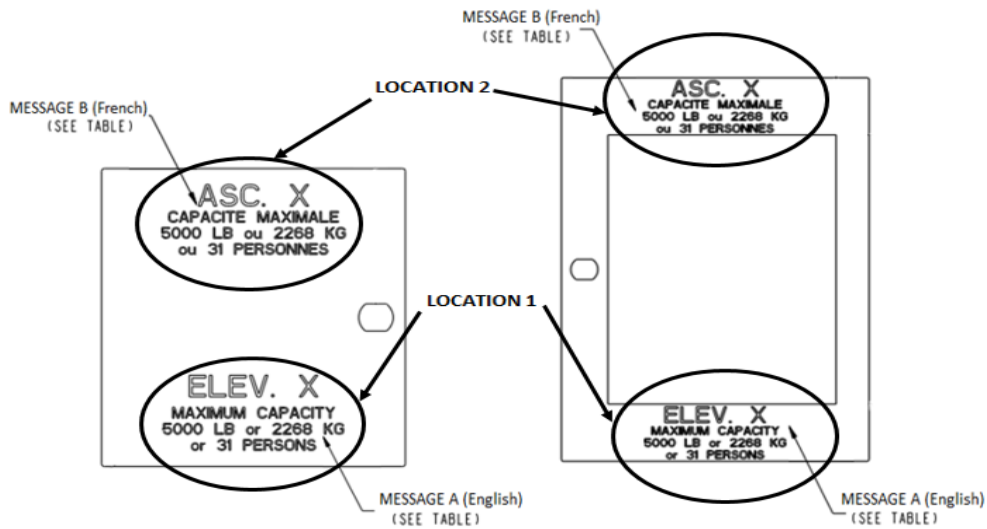 MESSAGE B (French)
(SEE TABLE)
ASC. X
CAPACITE MAXIMALE
5000 LB ou 2268 KG
ou 31 PERSONNES
LOCATION 2
MESSAGE B (French)
(SEE TABLE)
ASC. X
CAPACITE MAXIMALE
5000 LB ou 2268 KG
ou 31 PERSONNES
LOCATION 1
ELEV. X
MAXIMUM CAPACITY
5000 LB or 2268 KG
or 31 PERSONS
MESSAGE A (English)
(SEE TABLE)
ELEV. X
MAXIMUM CAPACITY
5000 LB or 2268 KG
or 31 PERSONS
MESSAGE A (English)
(SEE TABLE)